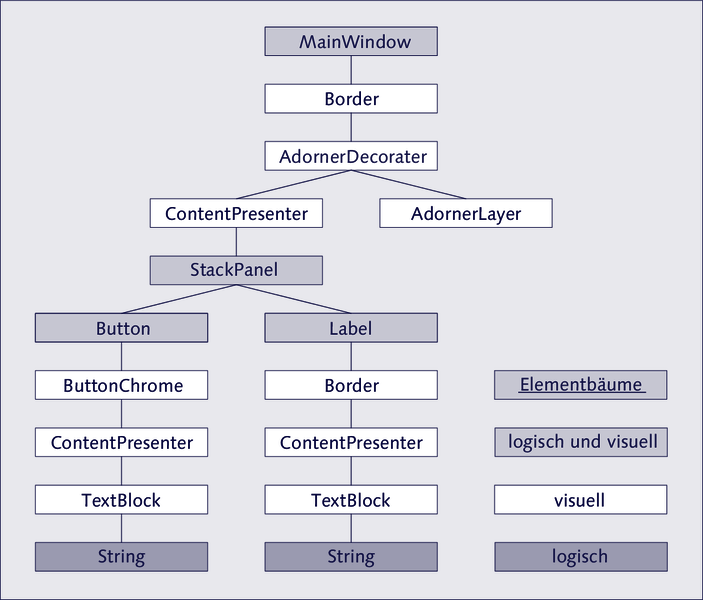 MainWindow
Border
AdornerDecorater
ContentPresenter
AdornerLayer
StackPanel
Button
Label
ButtonChrome
Border
Elementbäume
ContentPresenter
ContentPresenter
logisch und visuell
TextBlock
TextBlock
visuell
String
String
logisch